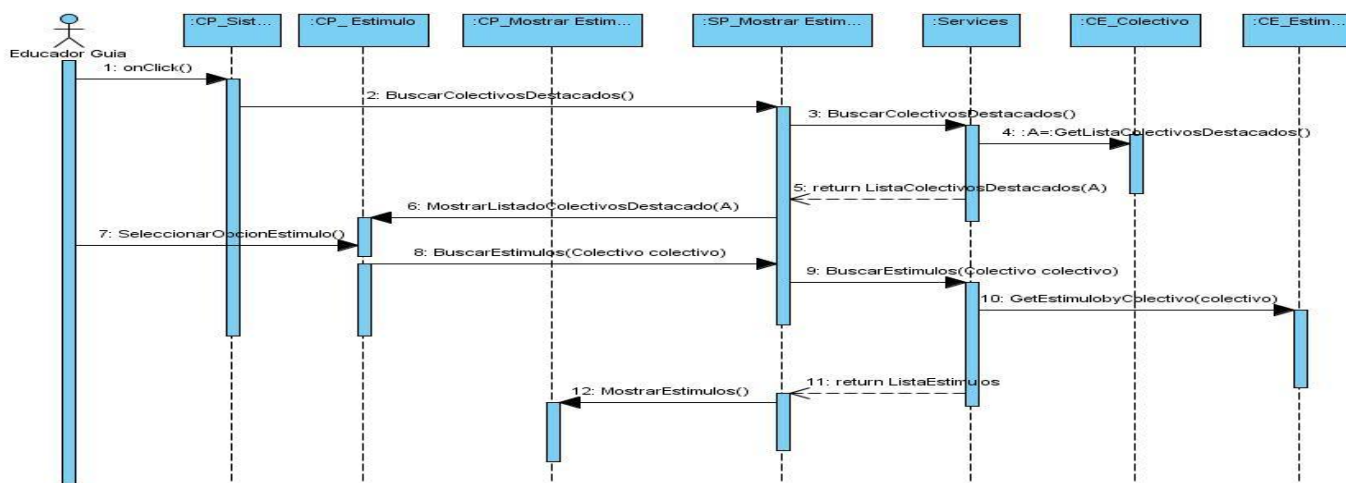 :CP_Sist...
:CP_ Estimulo
:CP_Mostrar Estim...
:SP_Mostrar Estim...
:Services
:CE_Colectivo
:CE_Estim...
Educador Guia
1: onClick()
2: BuscarColectivosDestacados()
3: BuscarColectivosDestacados()
4: :A=:GetListaColectivosDestacados()
5: return ListaColectivosDestacados(A)
6: MostrarListadoColectivosDestacado(A)
7: SeleccionarOpcionEstimulo()
8: BuscarEstimulos(Colectivo colectivo)
9: BuscarEstimulos(Colectivo colectivo)
10: GetEstimulobyColectivo(colectivo)
11: return ListaEstimulos
12: MostrarEstimulos()